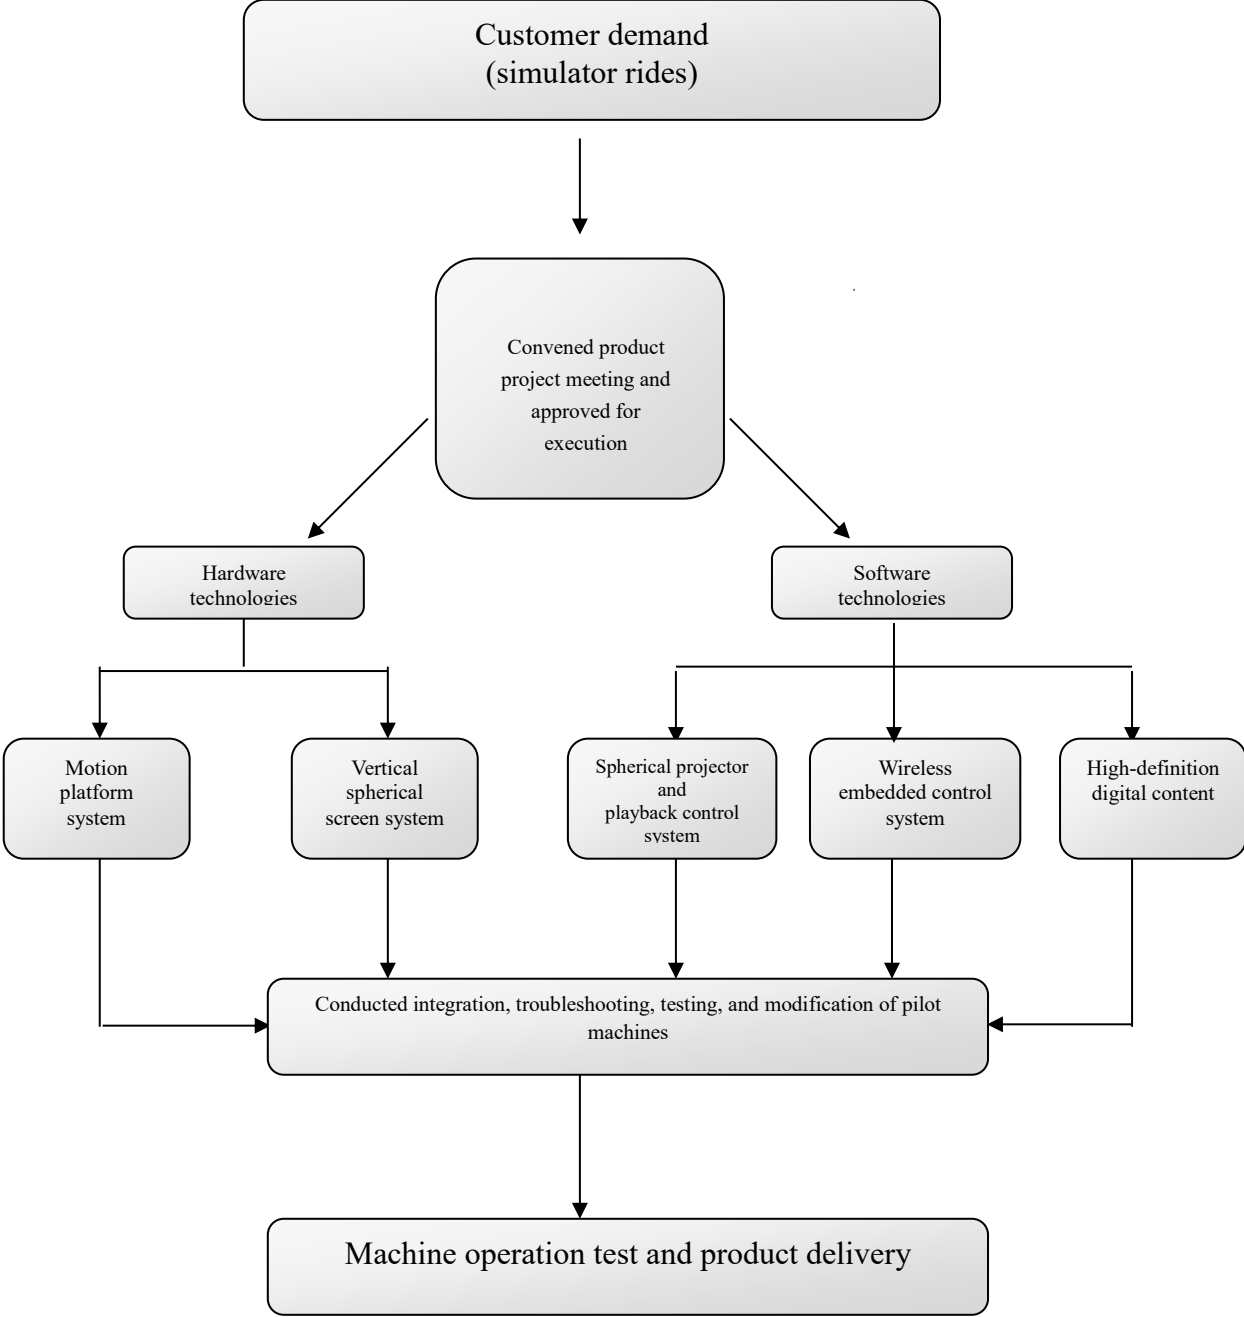 Customer demand
(simulator rides)
Convened product
project meeting and
approved for
execution
Hardware
technologies
Software
technologies
Motion
platform
system
Vertical
spherical
screen system
Spherical projector
and
playback control
system
Wireless
embedded control
system
High-definition
digital content
Conducted integration, troubleshooting, testing, and modification of pilot
machines
Machine operation test and product delivery